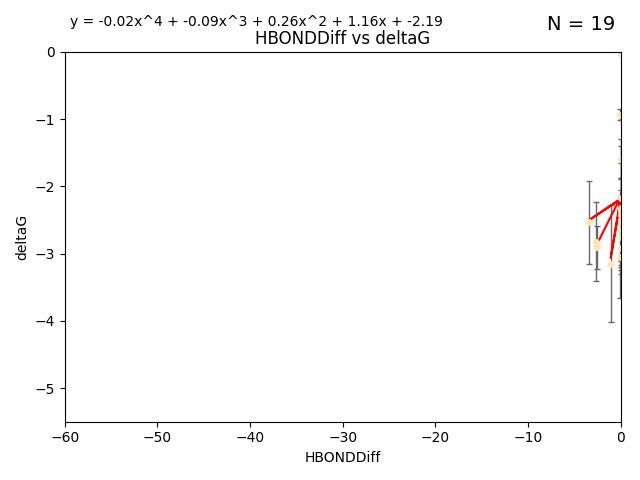 y = -0.02x^4 + -0.09x^3 + 0.26x^2 + 1.16x + -2.19
N = 19
HBONDDiff vs deltaG
0
−1
−2
−3
−4
−5
deltaG
−60 −50 −40 −30 −20 −10 0
HBONDDiff